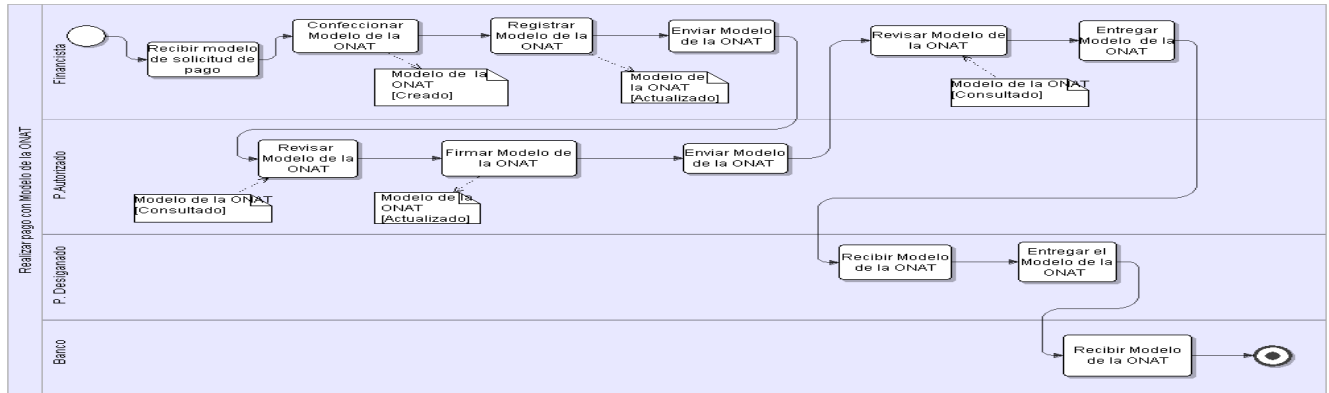 Realizar pago con Modelo de la ONAT
Financista
Recibir modelo
de solicitud de
pago
Confeccionar
Modelo de la
ONAT
Registrar
Modelo de la
ONAT
Enviar Modelo
de la ONAT
Revisar Modelo de
la ONAT
Entregar
Modelo de la
ONAT
Modelo de la
ONAT
[Creado]
Modelo de
la ONAT
[Actualizado]
Modelo de la ONAT
[Consultado]
P.Autorizado
Revisar
Modelo de la
ONAT
Firmar Modelo de
la ONAT
Enviar Modelo
de la ONAT
Modelo de la ONAT
[Consultado]
Modelo de la
ONAT
[Actualizado]
P. Desiganado
Recibir Modelo
de la ONAT
Entregar el
Modelo de la
ONAT
Banco
Recibir Modelo
de la ONAT